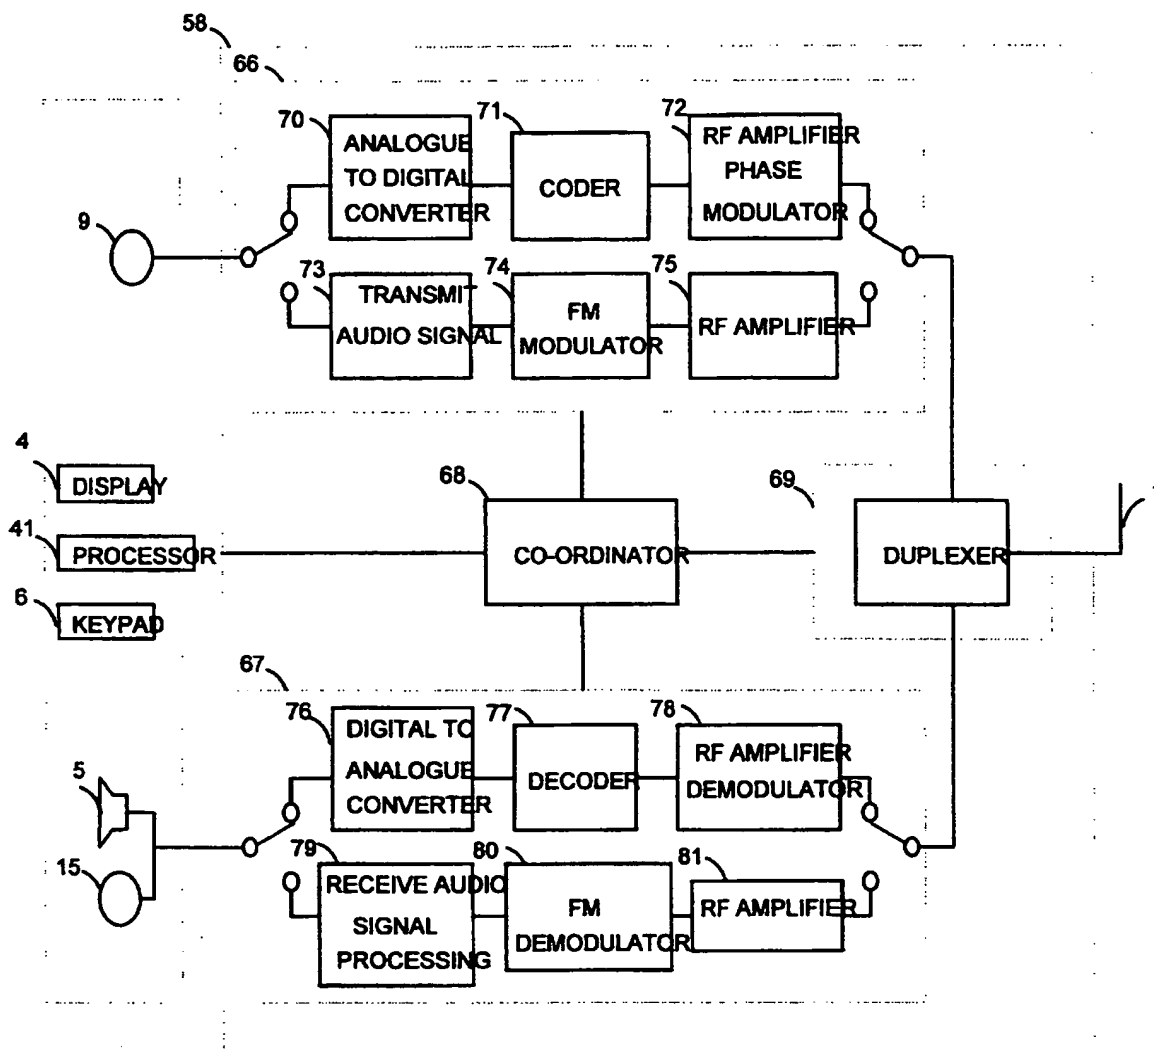 58
66
70
ANALOGUE
TO DIGITAL
CONVERTER
71
CODER
72
RF AMPLIFIER
PHASE
MODULATOR
9
73
TRANSMIT
AUDIO SIGNAL
74
FM
MODULATOR
75
RF AMPLIFIER
4
DISPLAY
41
PROCESSOR
6
KEYPAD
68
CO-ORDINATOR
69
DUPLEXER
67
76
DIGITAL TO
ANALOGUE
CONVERTER
77
DECODER
78
RF AMPLIFIER
DEMODULATOR
5
15
79
RECEIVE AUDIO
SIGNAL
PROCESSING
80
FM
DEMODULATOR
81
RF AMPLIFIER